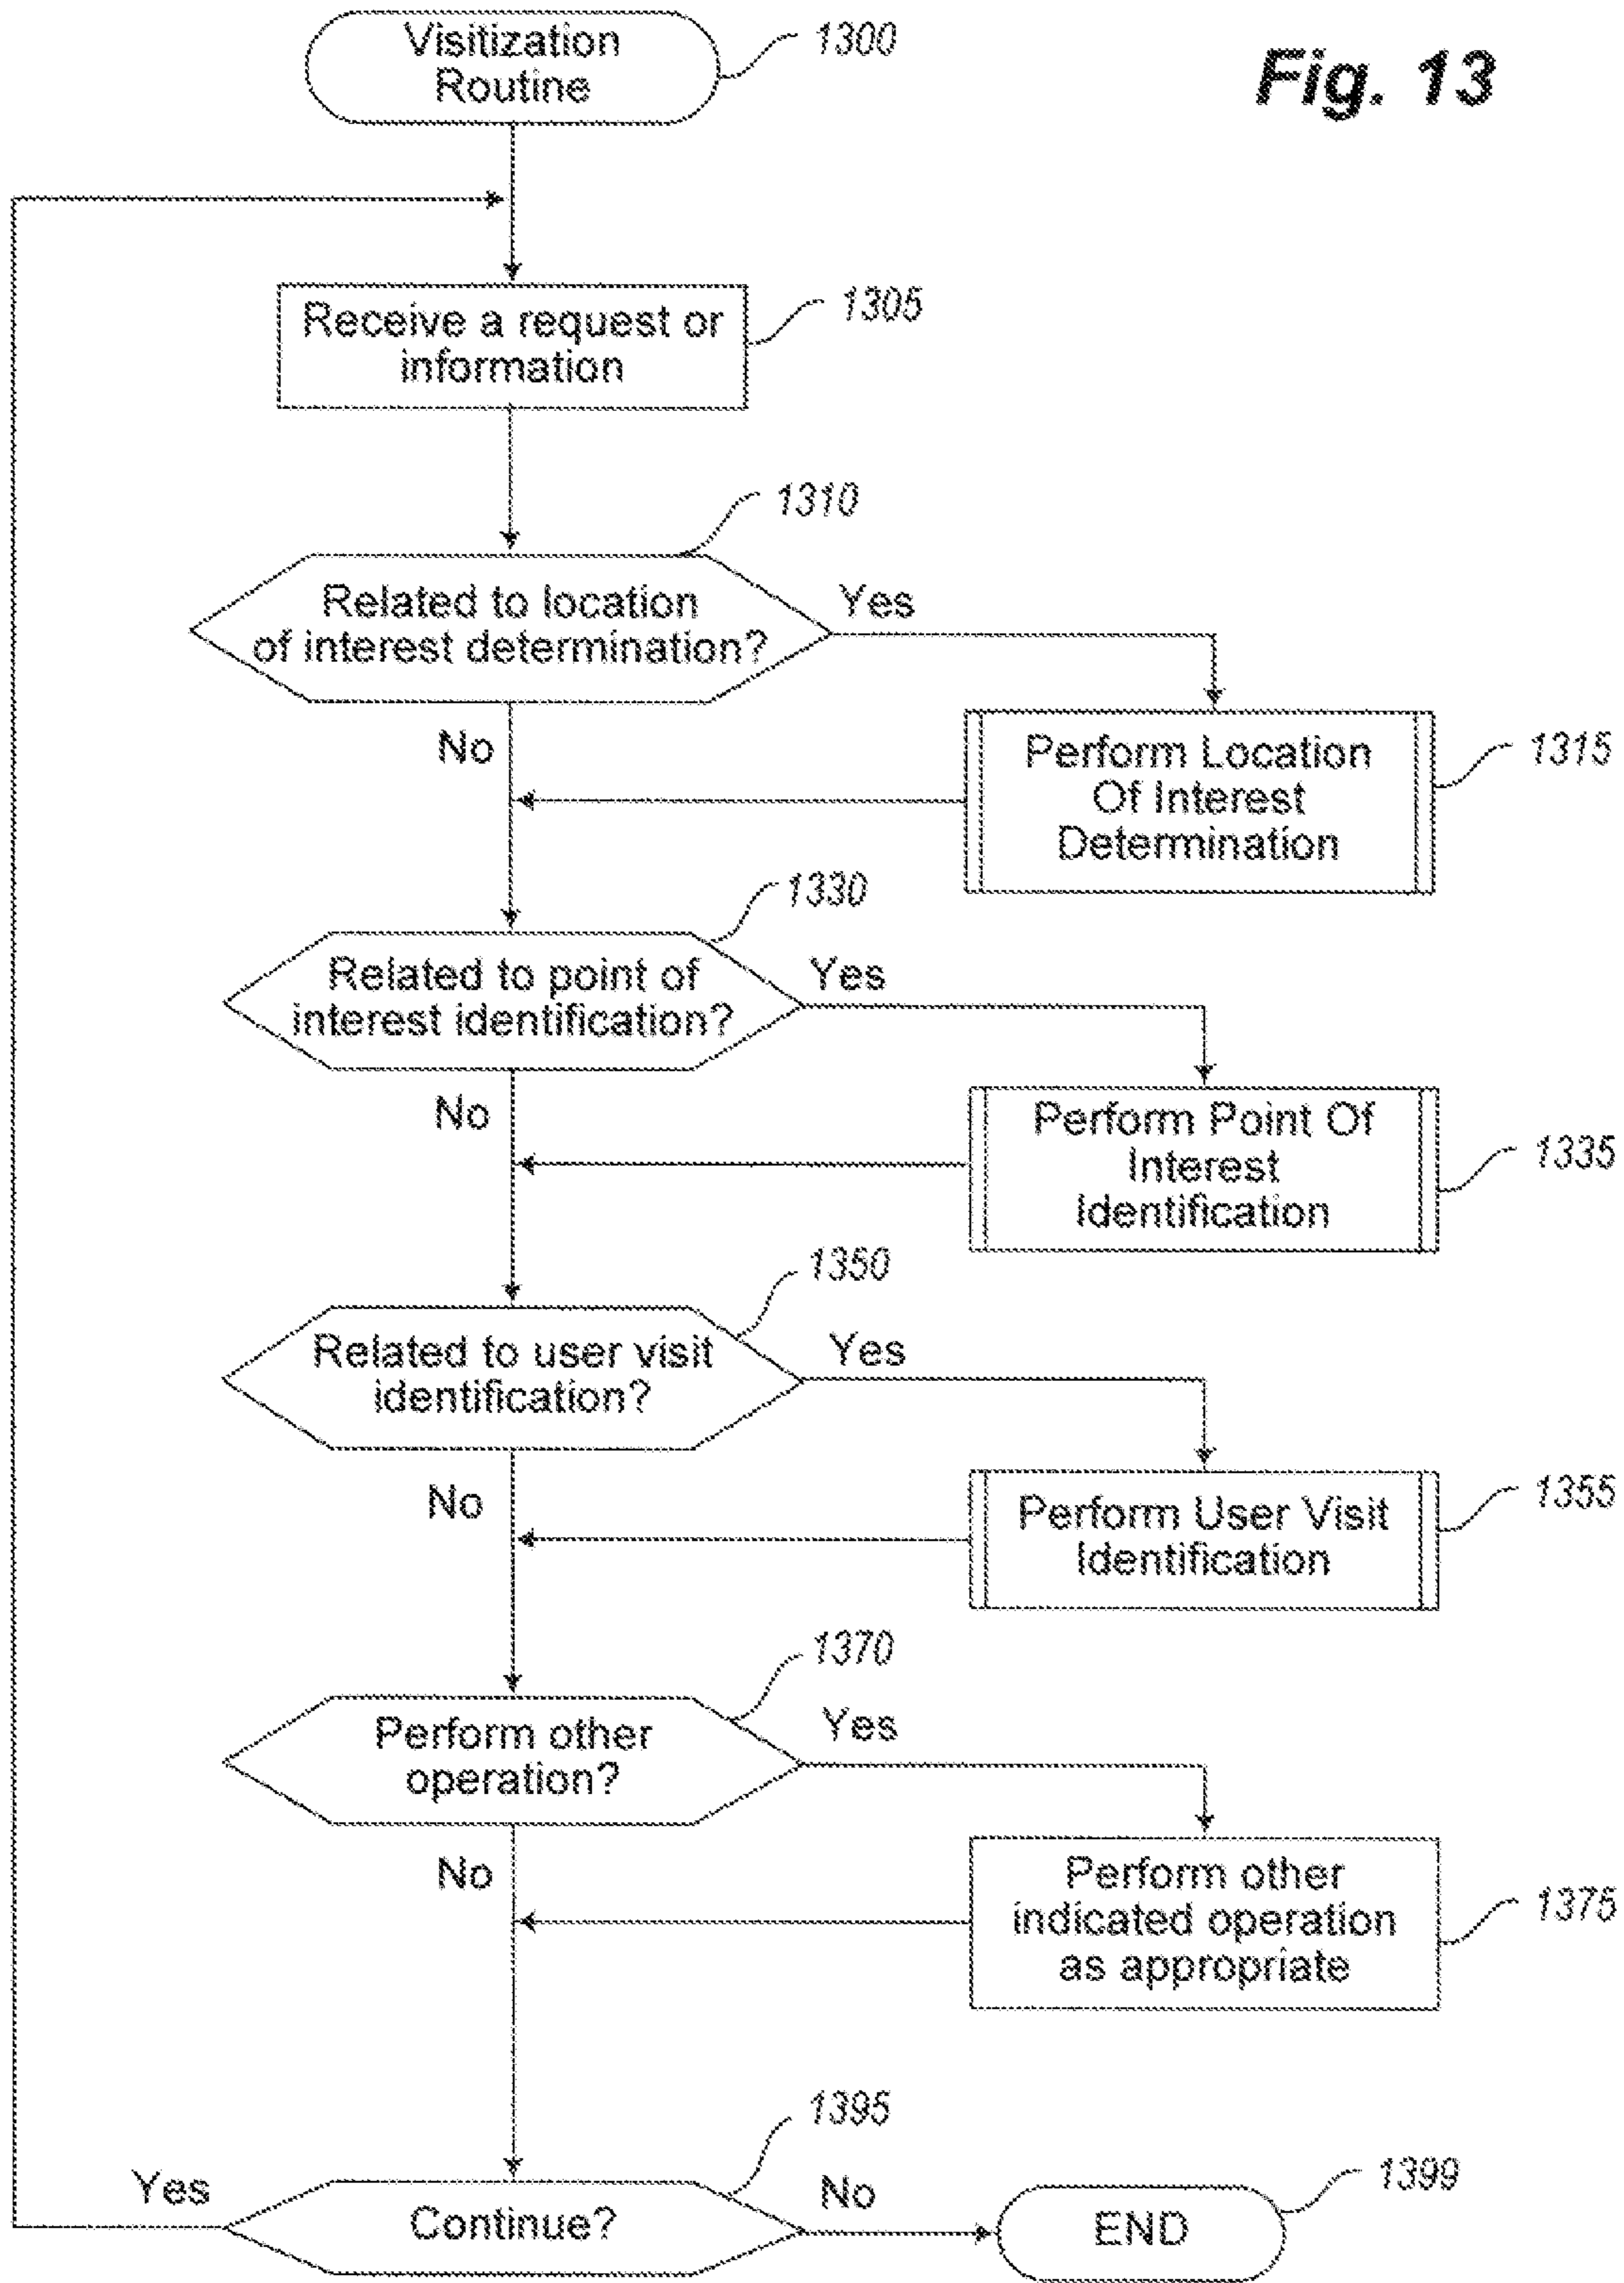 Visitization
Routine
1300
Fig. 13
Receive a request or
information
1305
1310
Related to location
of interest determination?
Yes
No
Perform Location
Of Interest
Determination
1315
1330
Related to point of
interest identification?
Yes
No
Perform Point Of
Interest
Identification
1335
1350
Related to user visit
identification?
Yes
No
Perform User Visit
Identification
1355
1370
Perform other
operation?
Yes
No
Perform other
indicated operation
as appropriate
1375
1395
Yes
Continue?
No
END
1399